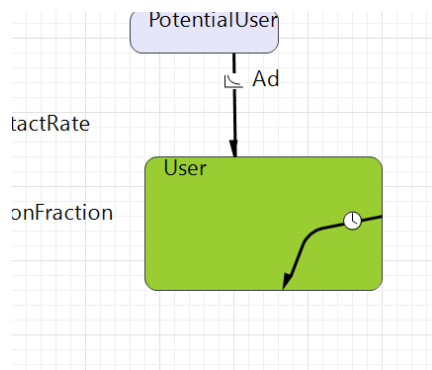 PotentialUser
Ad
tactRate
User
onFraction